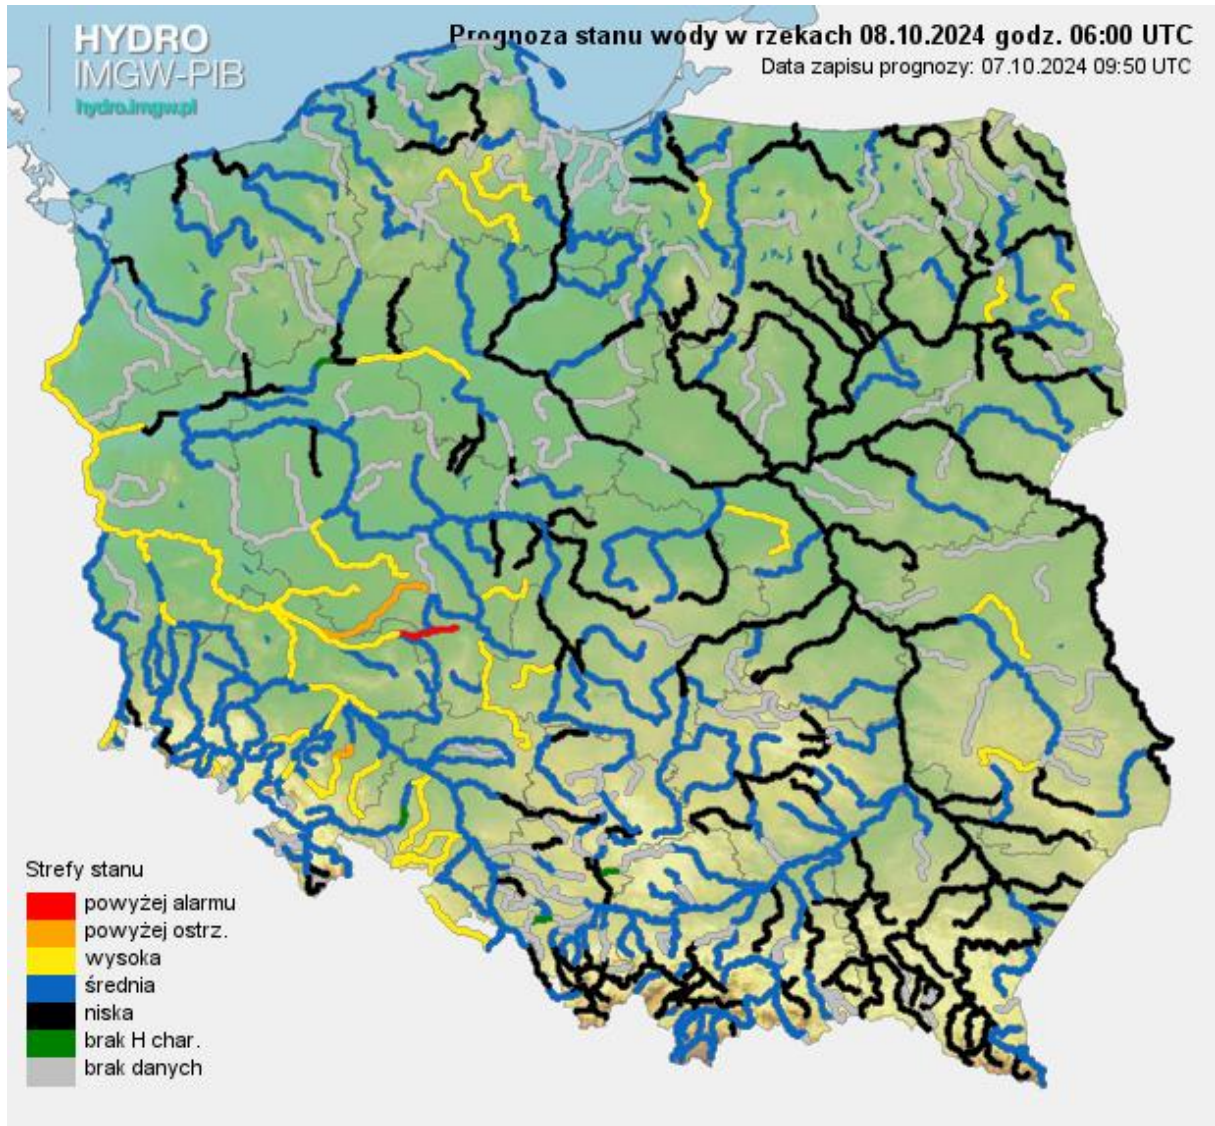 HYDRO
IMGW-PIB
hydro.imgw.pl
Prognoza stanu wody w rzekach 08.10.2024 godz. 06:00 UTC
Data zapisu prognozy: 07.10.2024 09:50 UTC
Strefy stanu
powyżej alarmu
powyżej ostrz.
wysoka
średnia
niska
brak H char.
brak danych